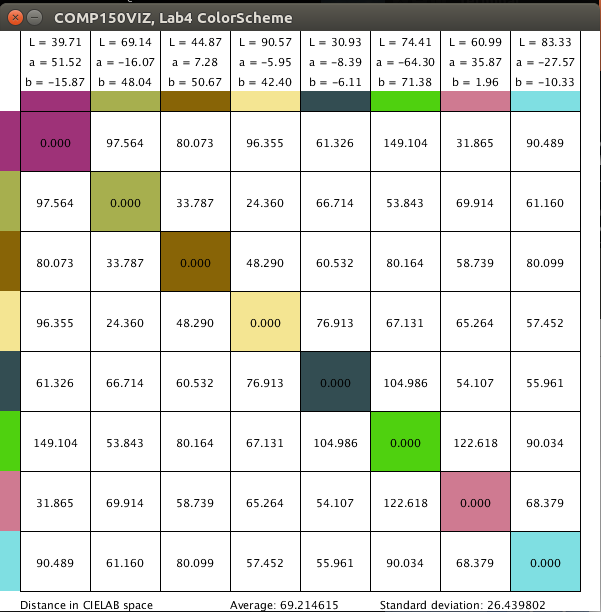 COMP150VIZ, Lab4 ColorScheme
L = 39.71 L = 69.14 L = 44.87 L = 90.57 L = 30.93 L = 74.41 L = 60.99 L = 83.33
a = 51.52 a = -16.07 a = 7.28 a = -5.95 a = -8.39 a = -64.30 a = 35.87 a = -27.57
b = -15.87 b = 48.04 b = 50.67 b = 42.40 b = -6.11 b = 71.38 b = 1.96 b = -10.33
0.000 97.564 80.073 96.355 61.326 149.104 31.865 90.489
97.564 0.000 33.787 24.360 66.714 53.843 69.914 61.160
80.073 33.787 0.000 48.290 60.532 80.164 58.739 80.099
96.355 24.360 48.290 0.000 76.913 67.131 65.264 57.452
61.326 66.714 60.532 76.913 0.000 104.986 54.107 55.961
149.104 53.843 80.164 67.131 104.986 0.000 122.618 90.034
31.865 69.914 58.739 65.264 54.107 122.618 0.000 68.379
90.489 61.160 80.099 57.452 55.961 90.034 68.379 0.000
Distance in CIELAB space Average: 69.214615 Standard deviation: 26.439802